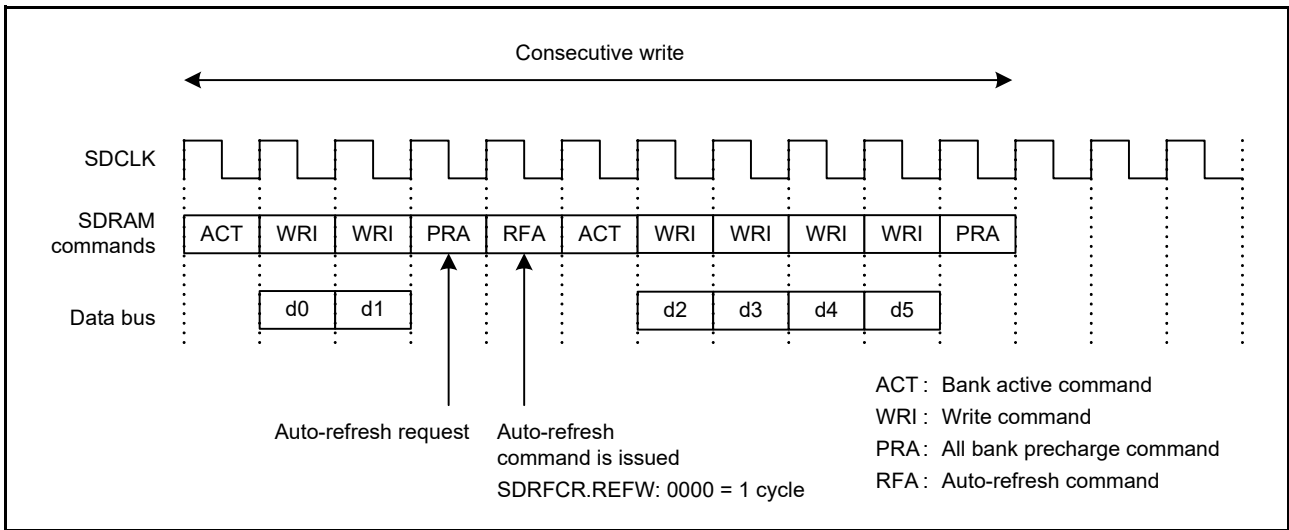 Consecutive write
SDCLK
SDRAM
commands
ACT WRI WRI PRA RFA ACT WRI WRI WRI WRI PRA
Data bus
d0 d1 d2 d3 d4 d5
Auto-refresh request
Auto-refresh
command is issued
SDRFCR.REFW: 0000 = 1 cycle
ACT : Bank active command
WRI : Write command
PRA : All bank precharge command
RFA : Auto-refresh command